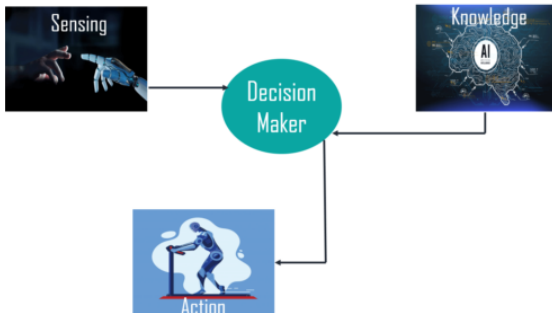 Sensing
Knowledge
AI
Decision
Maker
Action